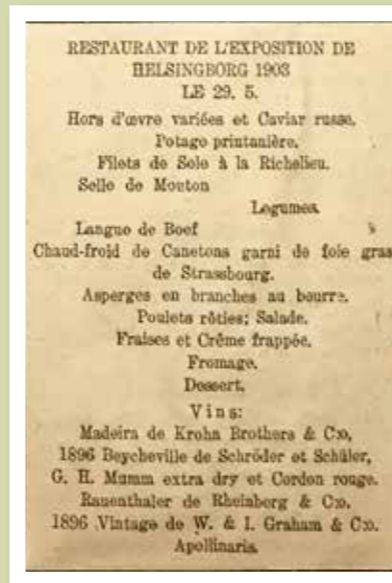 RESTAURANT DE L'EXPOSITION DE
HELSINGBORG 1903
LE 29. 5.
Hors d'œvre variées et Caviar russe.
Potage printanière.
Filets de Sole à la Richelieu.
Selle de Mouton
Legumes.
Langue de Boef
Chaud-froid de Canetons garni de foie gras
de Strassbourg.
Asperges en branches au beurre.
Poulets rôties; Salade.
Fraises et Crême frappée.
Fromage.
Dessert.
Vins:
Madeira de Krohn Brothers & C:o,
1896 Beycheville de Schröder et Schüler,
G. H. Mumm extra dry et Cordon rouge.
Rauenthaler de Rheinberg & C:o.
1896 Vintage de W. & I. Graham & C:o.
Apollinaris.